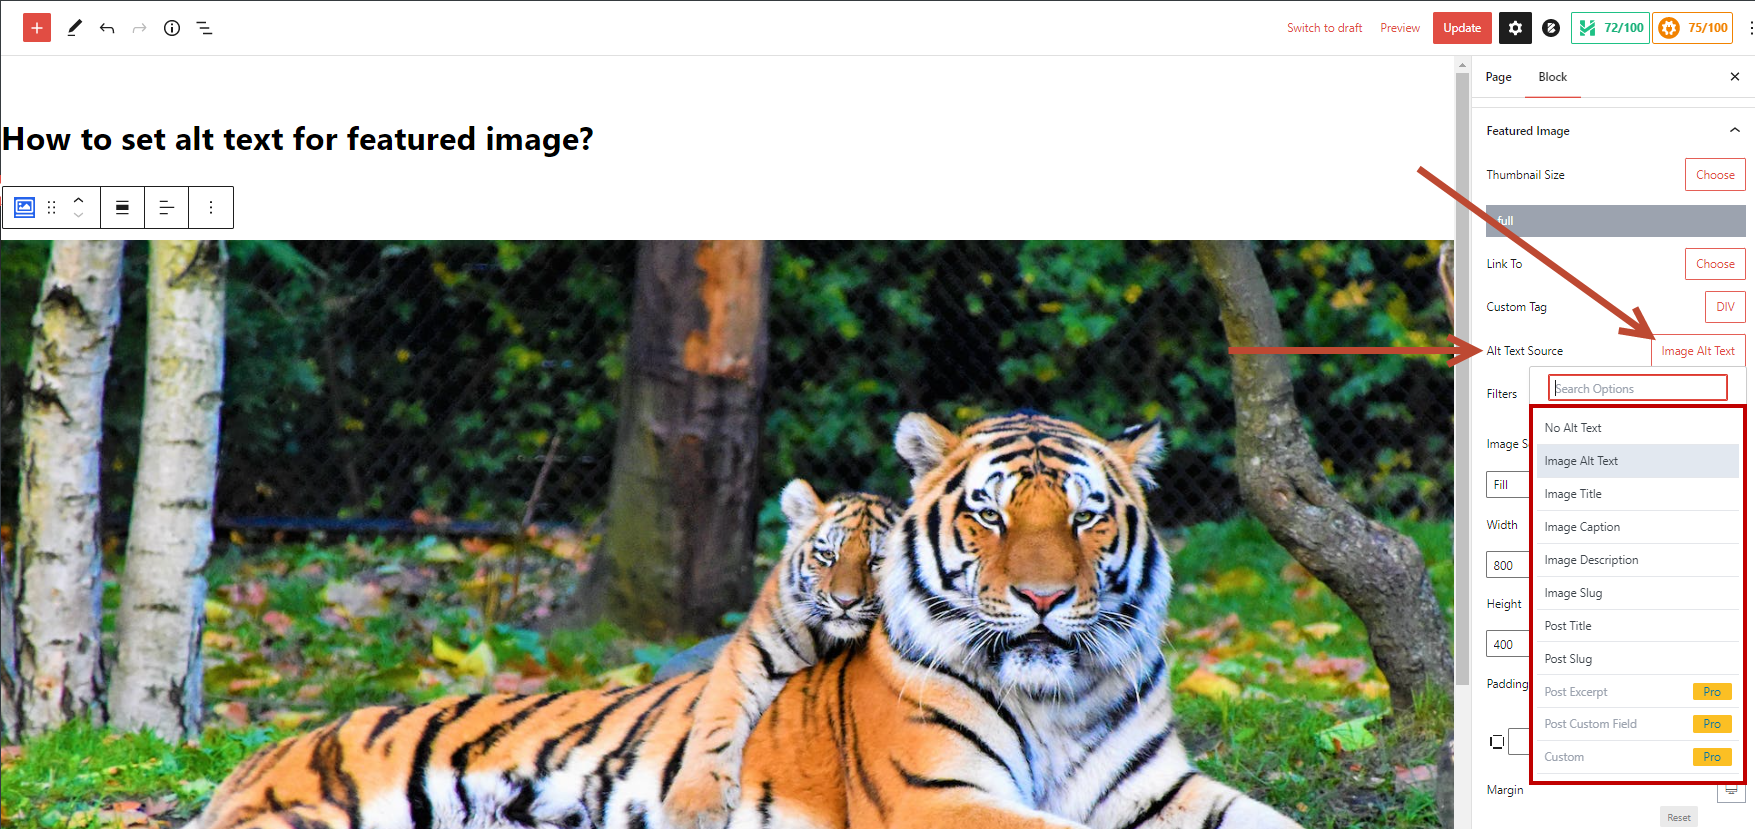 Switch to draft Preview Update 72/100 75/100
Page Block
How to set alt text for featured image?
Featured Image
Thumbnail Size Choose
full
Link To Choose
Custom Tag DIV
Alt Text Source Image Alt Text
Search Options
Filters
No Alt Text
Image Alt Text
Image Title
Image Caption
Image Description
Image Slug
Post Title
Post Slug
Post Excerpt Pro
Post Custom Field Pro
Custom Pro
Image S
Fill
Width
800
Height
400
Padding
Margin
Reset